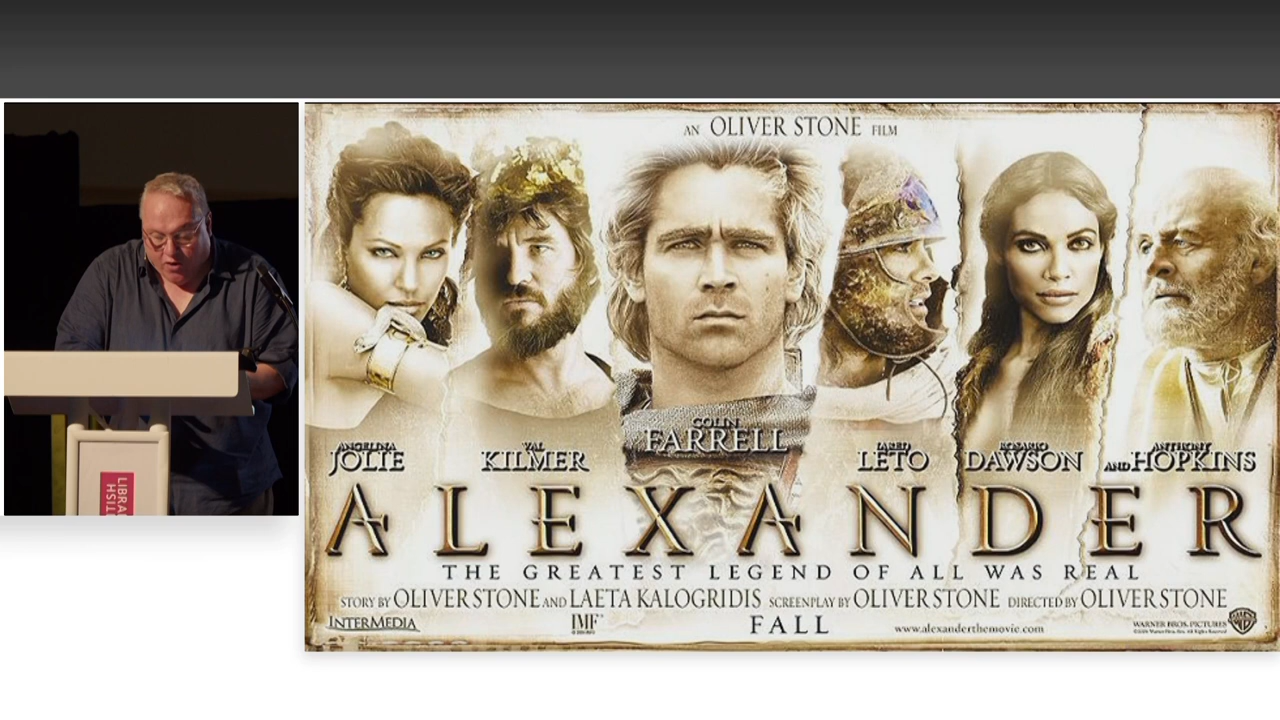 AN OLIVER STONE FILM
ANGELINA
JOLIE
VAL
KILMER
COLIN
FARRELL
JARED
LETO
ROSARIO
DAWSON
ANTHONY
AND HOPKINS
ALEXANDER
THE GREATEST LEGEND OF ALL WAS REAL
STORY BY OLIVER STONE AND LAETA KALOGRIDIS SCREENPLAY BY OLIVER STONE DIRECTED BY OLIVER STONE
INTERMEDIA
IMF
FALL
www.alexanderthemovie.com
WARNER BROS. PICTURES